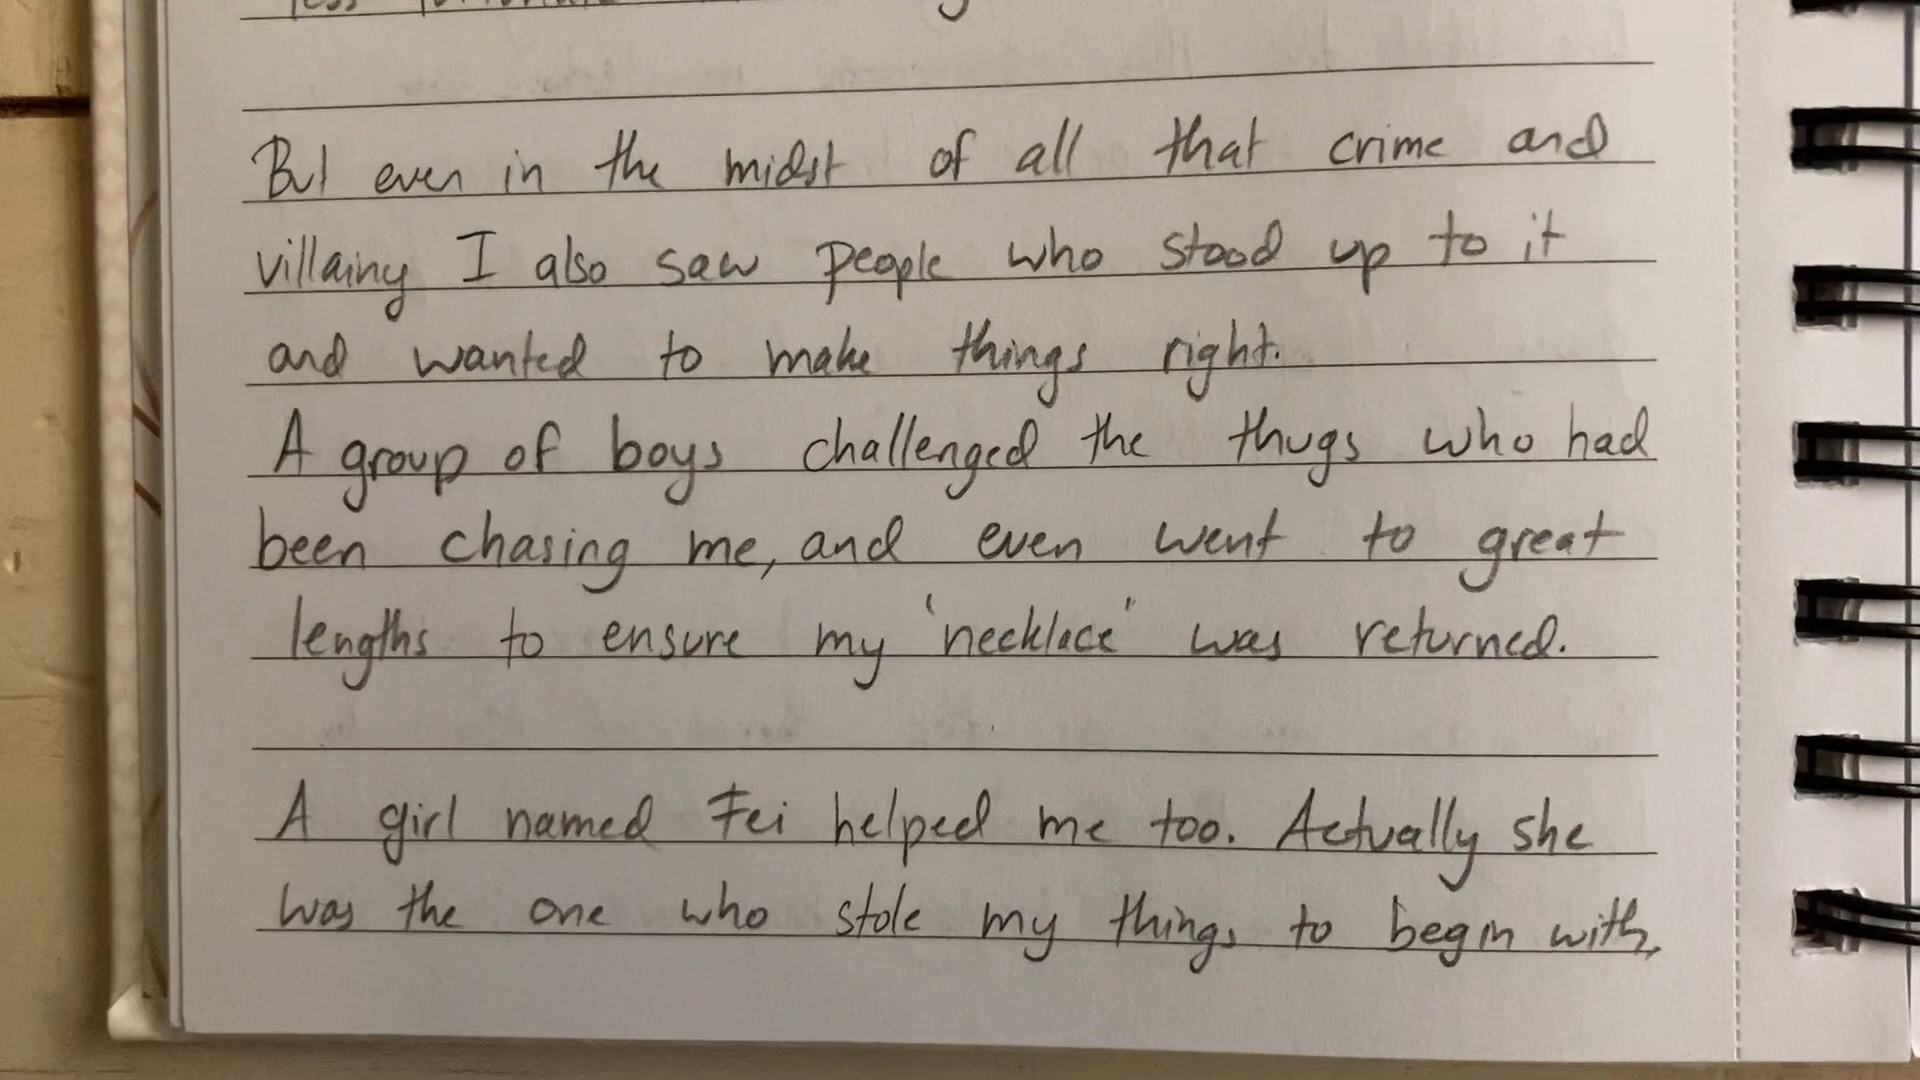 less
But even in the midst of all that crime and
villainy I also saw people who stood up to it
and wanted to make things right.
A group of boys challenged the thugs who had
been chasing me, and even went to great
lengths to ensure my 'necklace' was returned.
A girl named Fei helped me too. Actually she
was the one who stole my things to begin with,